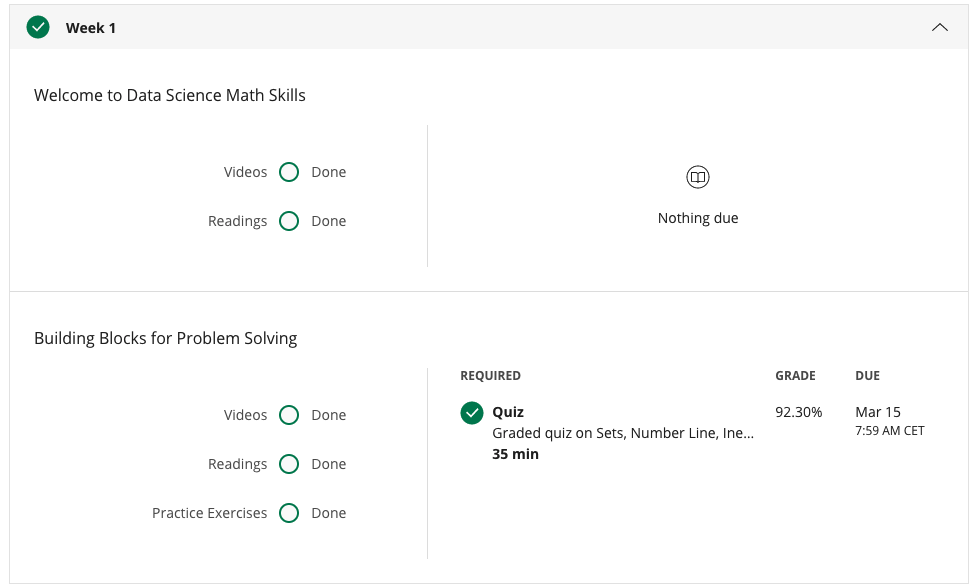 Week 1
Welcome to Data Science Math Skills
Videos Done
Readings Done
Nothing due
Building Blocks for Problem Solving
Videos Done
Readings Done
Practice Exercises Done
REQUIRED GRADE DUE
Quiz 92.30% Mar 15
Graded quiz on Sets, Number Line, Ine... 7:59 AM CET
35 min